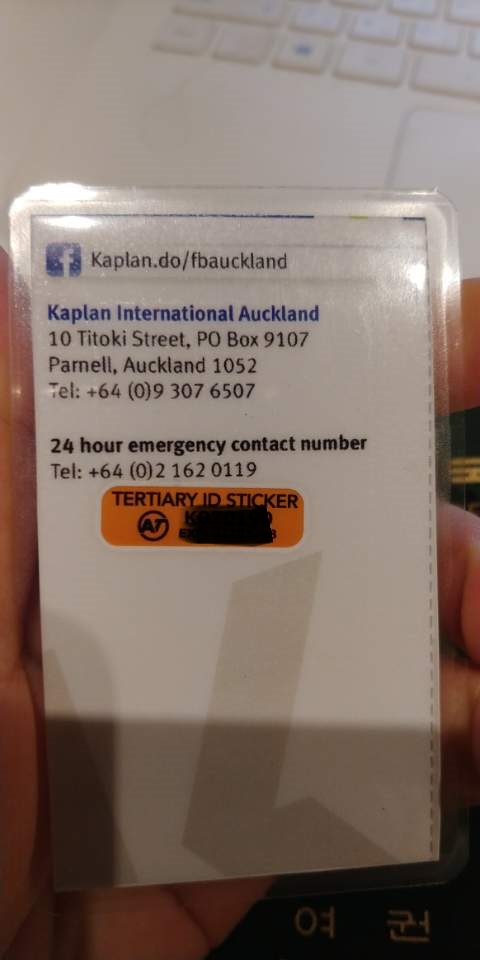 Kaplan.do/fbauckland
Kaplan International Auckland
10 Titoki Street, PO Box 9107
Parnell, Auckland 1052
Tel: +64 (0)9 307 6507
24 hour emergency contact number
Tel: +64 (0)2 162 0119
TERTIARY ID STICKER
AT
여 권